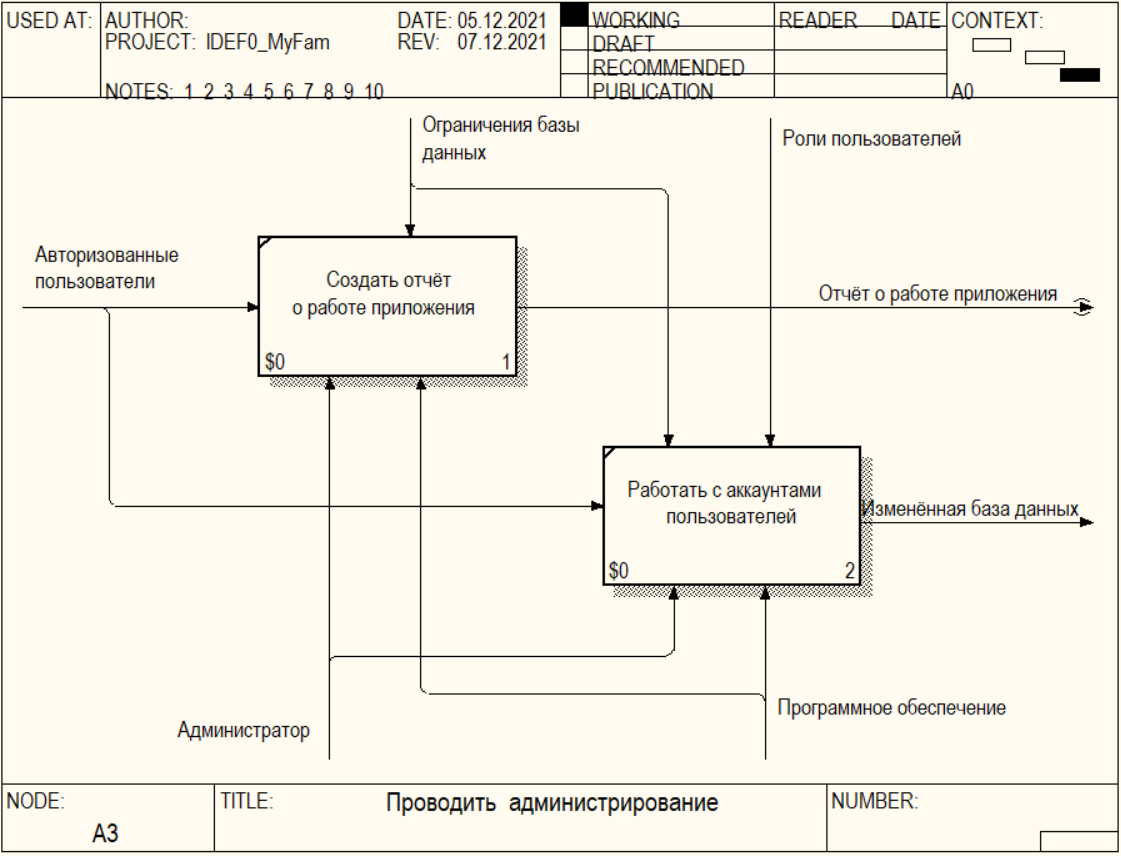 USED AT: AUTHOR: DATE: 05.12.2021 WORKING READER DATE CONTEXT:
PROJECT: IDEF0_MyFam REV: 07.12.2021 DRAFT
RECOMMENDED
NOTES: 1 2 3 4 5 6 7 8 9 10 PUBLICATION A0
Ограничения базы
данных
Роли пользователей
Авторизованные
пользователи
Создать отчёт
о работе приложения
$0 1
Отчёт о работе приложения
Работать с аккаунтами
пользователей
$0 2
Изменённая база данных
Администратор
Программное обеспечение
NODE: TITLE: Проводить администрирование NUMBER:
A3